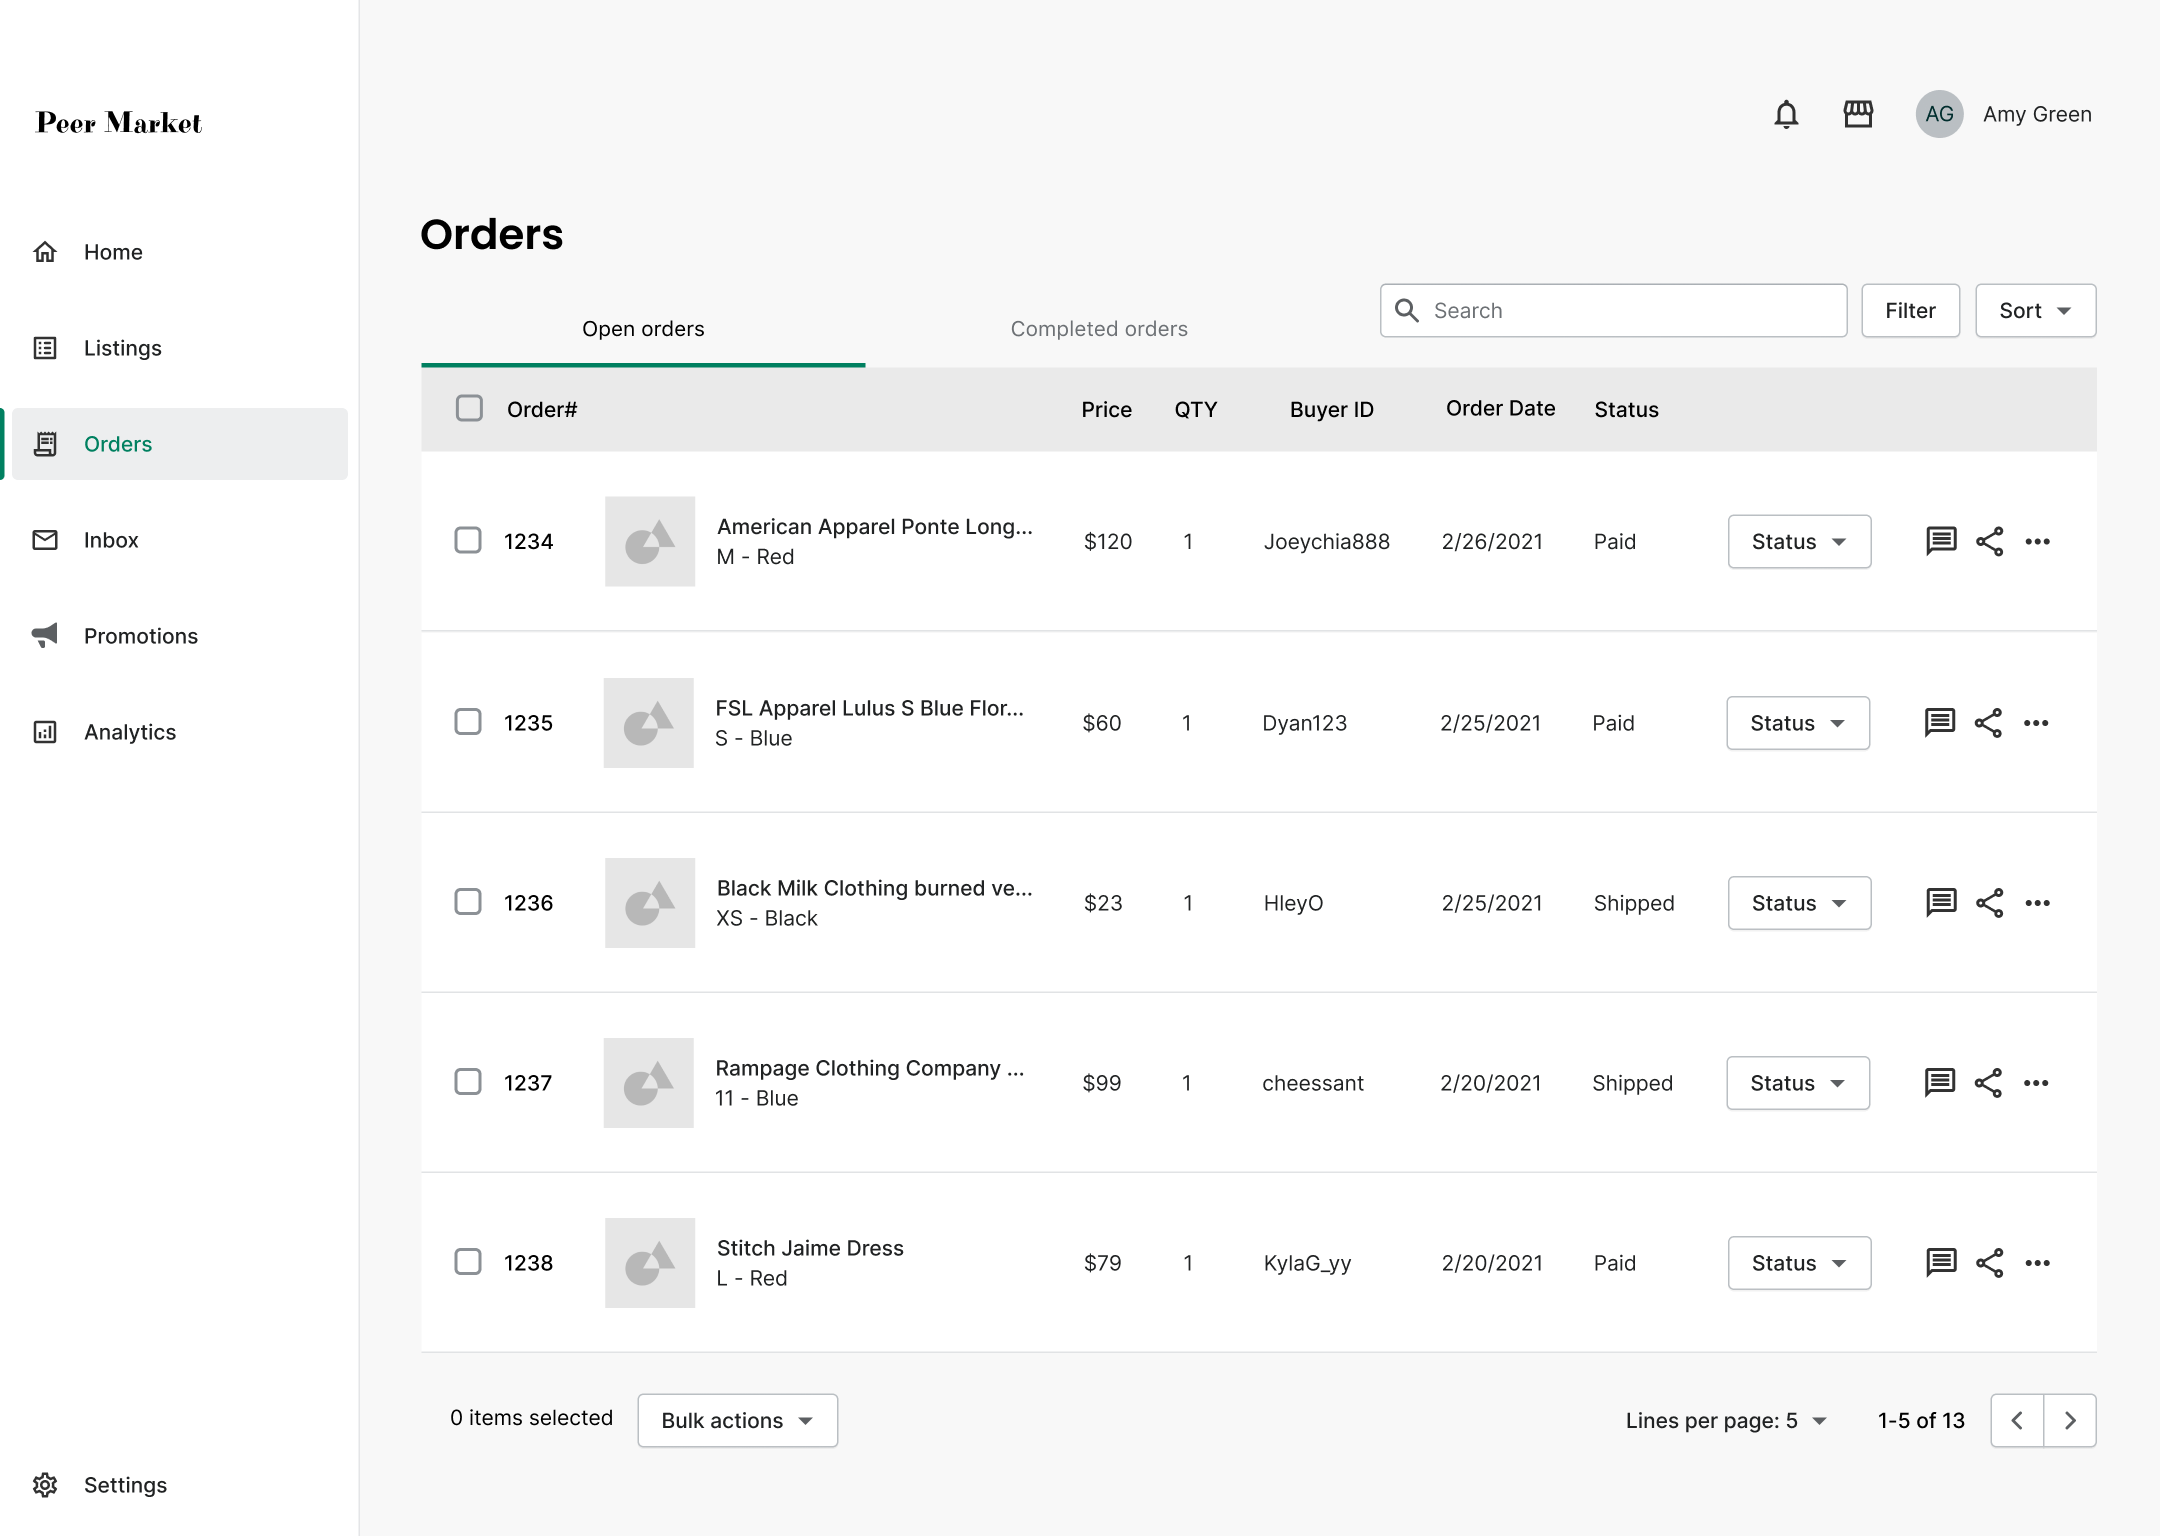 Peer Market
AG Amy Green
Home
Listings
Orders
Inbox
Promotions
Analytics
Settings
Orders
Open orders Completed orders Search Filter Sort
Order# Price QTY Buyer ID Order Date Status
1234 American Apparel Ponte Long... $120 1 Joeychia888 2/26/2021 Paid Status
M - Red
1235 FSL Apparel Lulus S Blue Flor... $60 1 Dyan123 2/25/2021 Paid Status
S - Blue
1236 Black Milk Clothing burned ve... $23 1 HleyO 2/25/2021 Shipped Status
XS - Black
1237 Rampage Clothing Company ... $99 1 cheessant 2/20/2021 Shipped Status
11 - Blue
1238 Stitch Jaime Dress $79 1 KylaG_yy 2/20/2021 Paid Status
L - Red
0 items selected Bulk actions Lines per page: 5 1-5 of 13